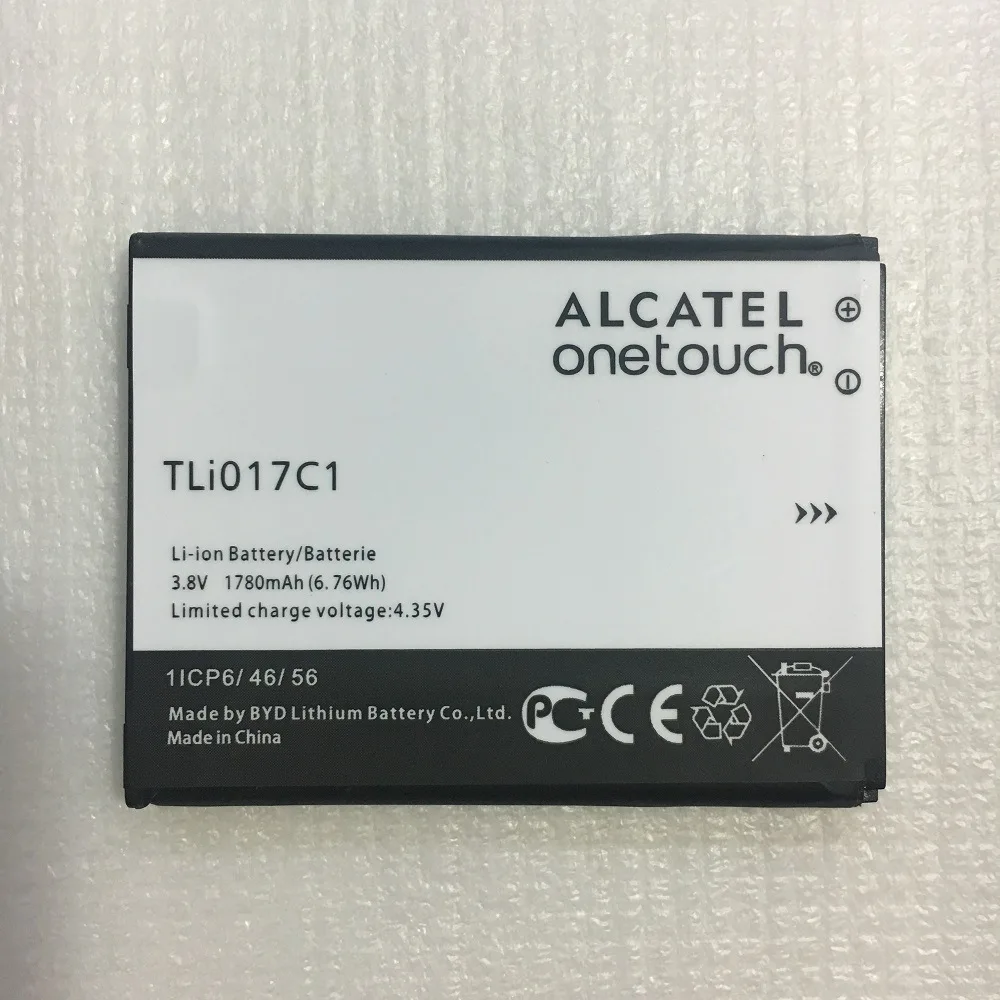 ALCATEL
onetouch®
TLi017C1
Li-ion Battery/Batterie
3.8V 1780mAh (6.76Wh)
Limited charge voltage:4.35V
1ICP6/ 46/ 56
Made by BYD Lithium Battery Co.,Ltd.
Made in China